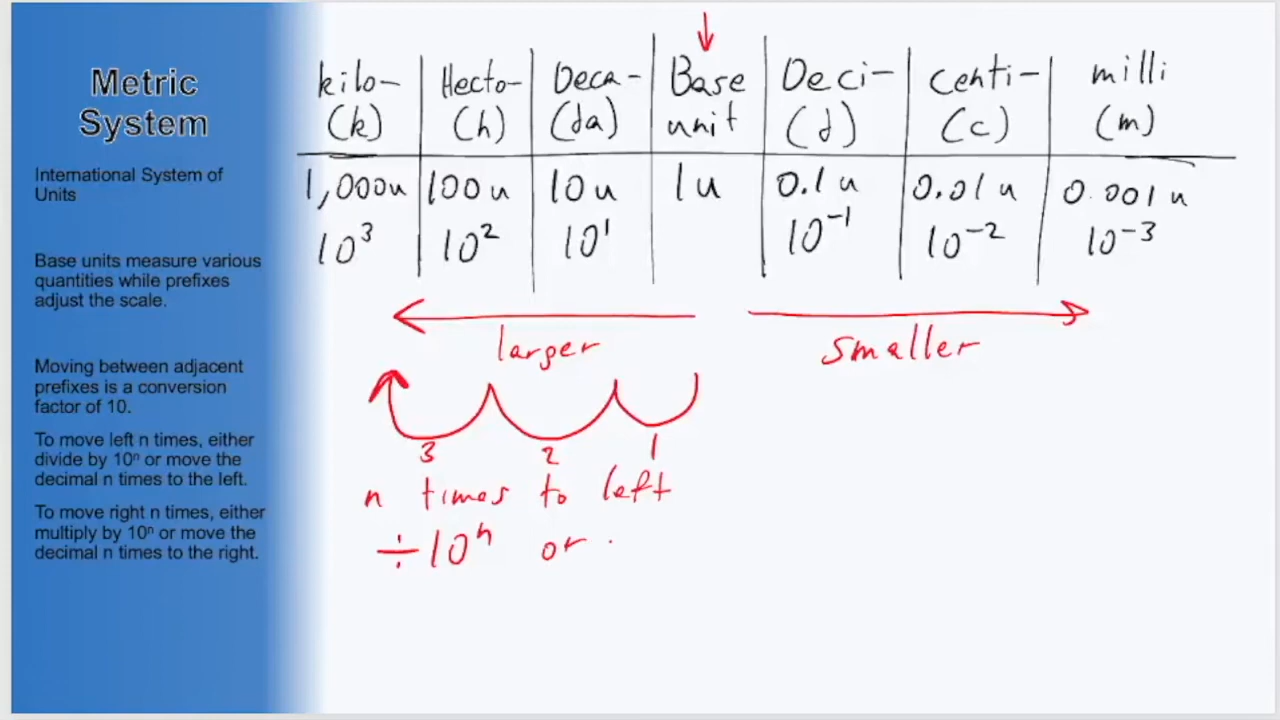 Metric
System
International System of
Units
Base units measure various
quantities while prefixes
adjust the scale.
Moving between adjacent
prefixes is a conversion
factor of 10.
To move left n times, either
divide by 10ⁿ or move the
decimal n times to the left.
To move right n times, either
multiply by 10ⁿ or move the
decimal n times to the right.
kilo- Hecto- Deca- Base Deci- centi- milli
(k) (h) (da) unit (d) (c) (m)
1,000u 100u 10u 1u 0.1u 0.01u 0.001u
10³ 10² 10¹ 10⁻¹ 10⁻² 10⁻³
larger smaller
3 2 1
n times to left
÷10ⁿ or